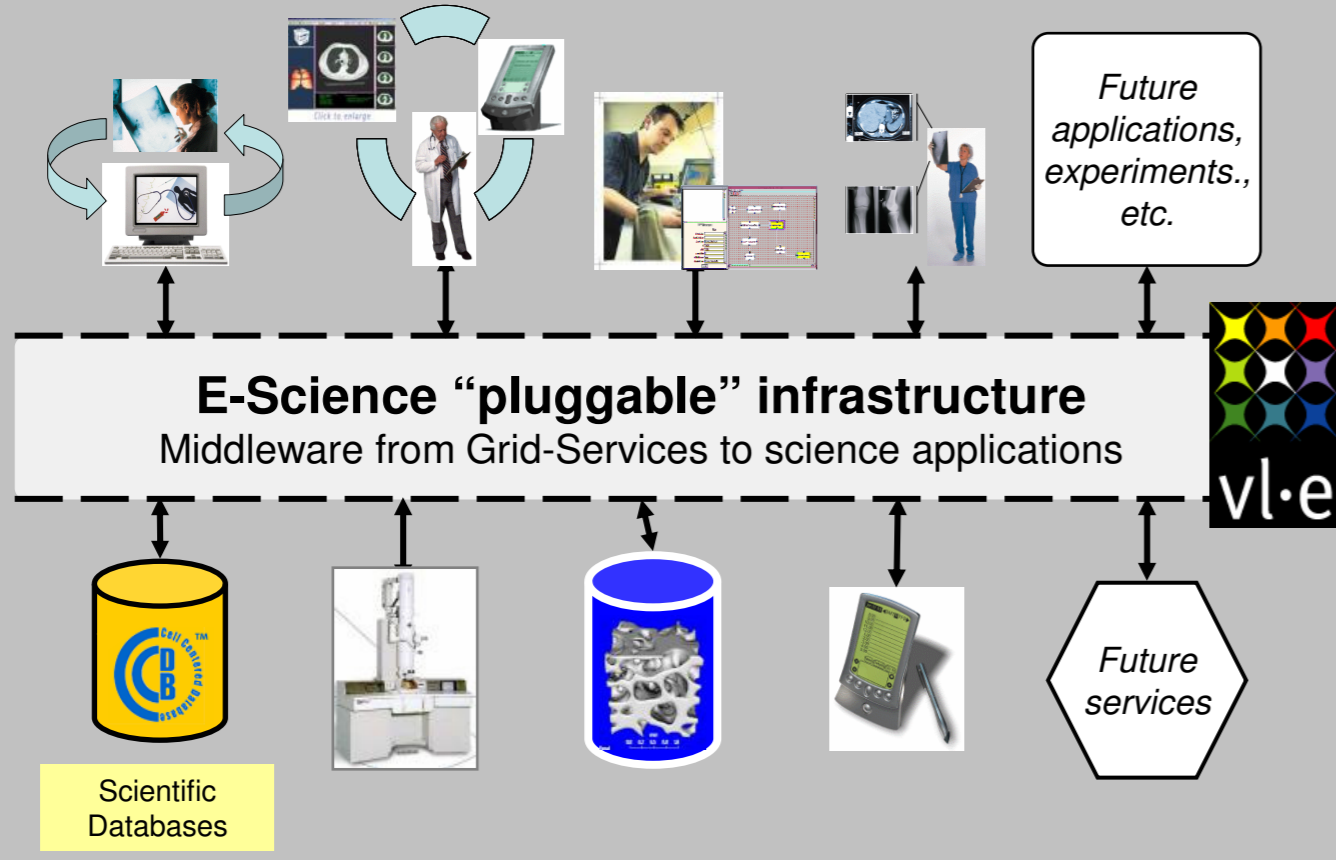 Click to enlarge
Future
applications,
experiments.,
etc.
E-Science “pluggable” infrastructure
Middleware from Grid-Services to science applications
vl·e
Cell Centered Database
TM
CCDB
Future
services
Scientific
Databases